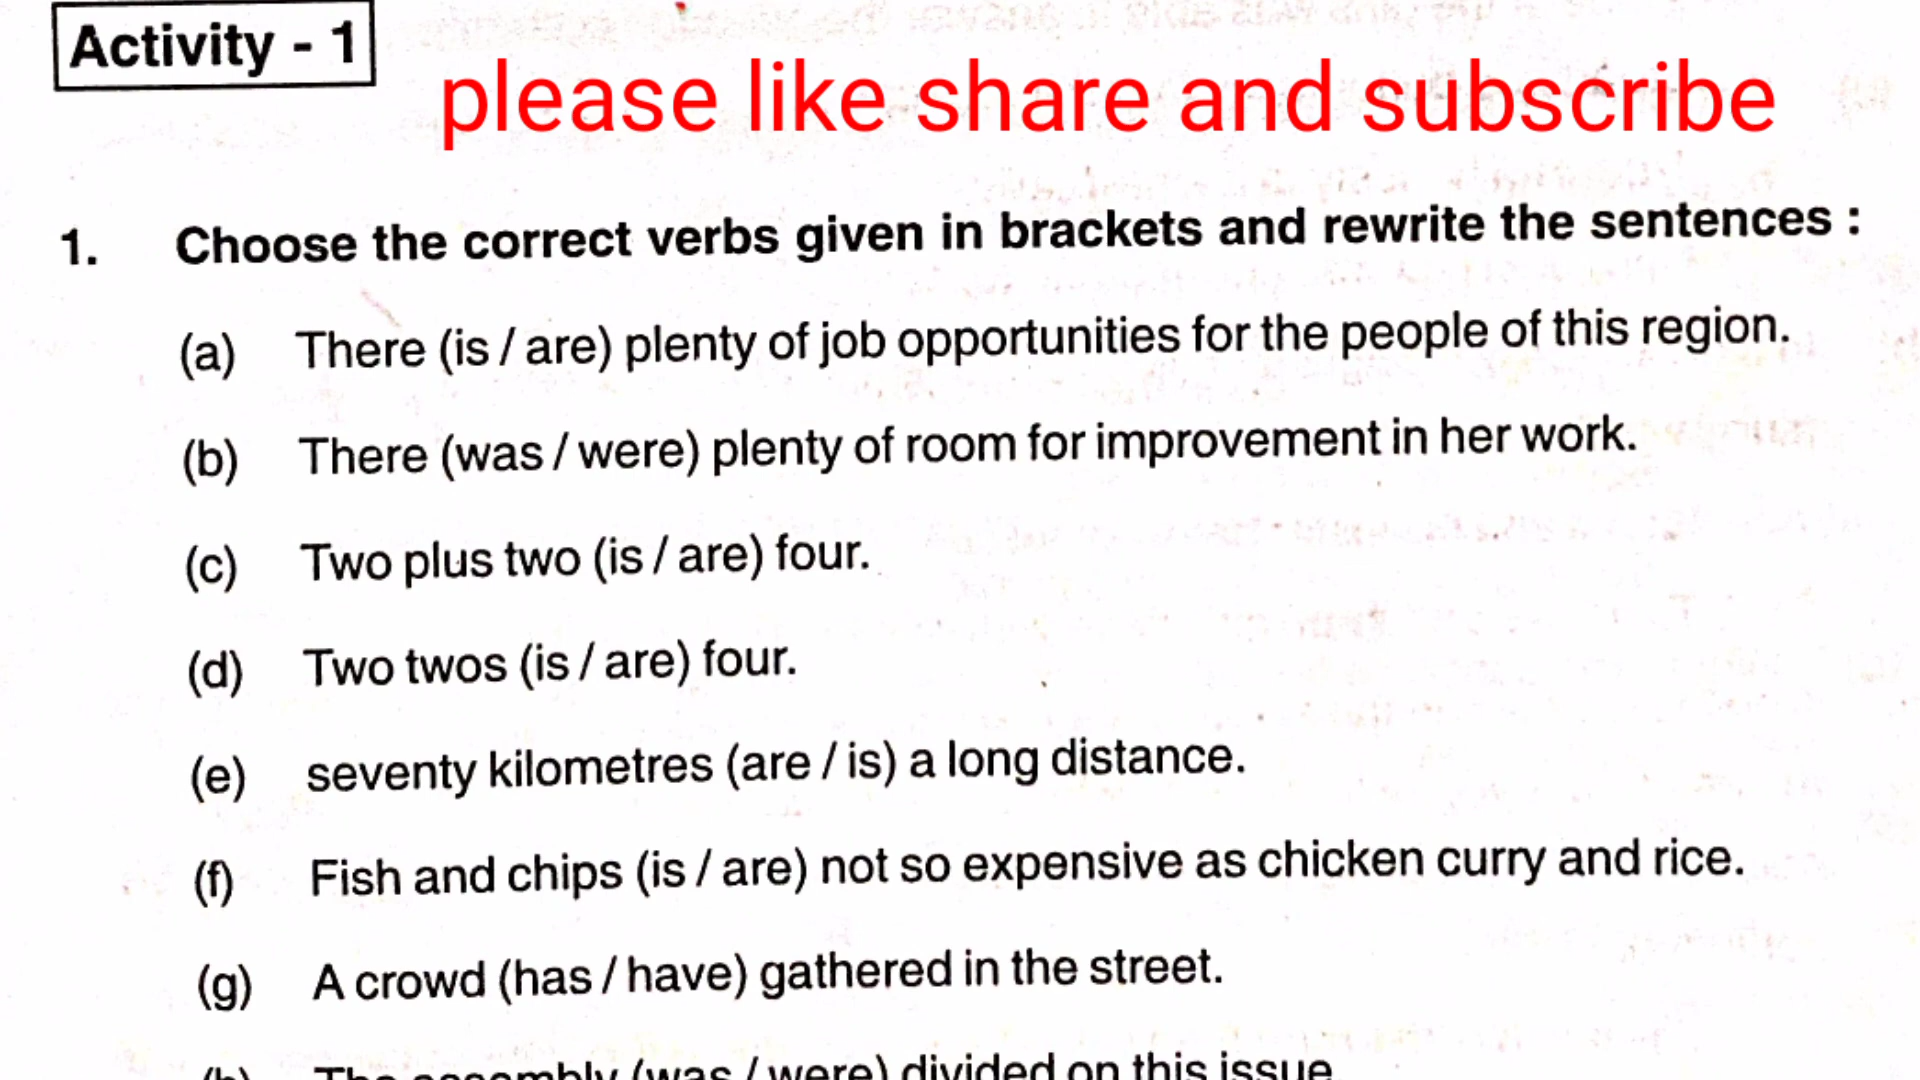 Activity - 1
please like share and subscribe
1. Choose the correct verbs given in brackets and rewrite the sentences :
(a) There (is / are) plenty of job opportunities for the people of this region.
(b) There (was / were) plenty of room for improvement in her work.
(c) Two plus two (is / are) four.
(d) Two twos (is / are) four.
(e) seventy kilometres (are / is) a long distance.
(f) Fish and chips (is / are) not so expensive as chicken curry and rice.
(g) A crowd (has / have) gathered in the street.
(h) The assembly (was / were) divided on this issue